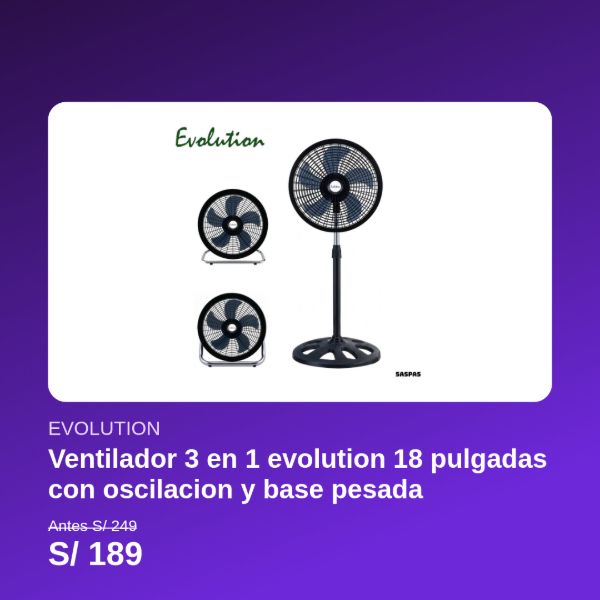 Evolution
SASPAS
EVOLUTION
Ventilador 3 en 1 evolution 18 pulgadas
con oscilacion y base pesada
Antes S/ 249
S/ 189